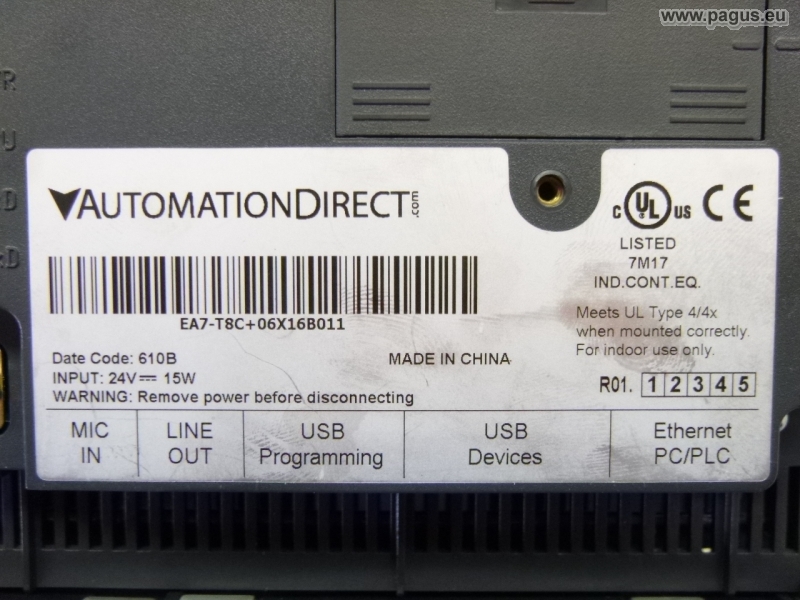 www.pagus.eu
AUTOMATIONDIRECT.com
EA7-T8C+06X16B011
Date Code: 610B
INPUT: 24V⎓ 15W
WARNING: Remove power before disconnecting
MADE IN CHINA
C UL US CE
LISTED
7M17
IND.CONT.EQ.
Meets UL Type 4/4x
when mounted correctly.
For indoor use only.
R01. 1 2 3 4 5
MIC IN
LINE OUT
USB Programming
USB Devices
Ethernet PC/PLC